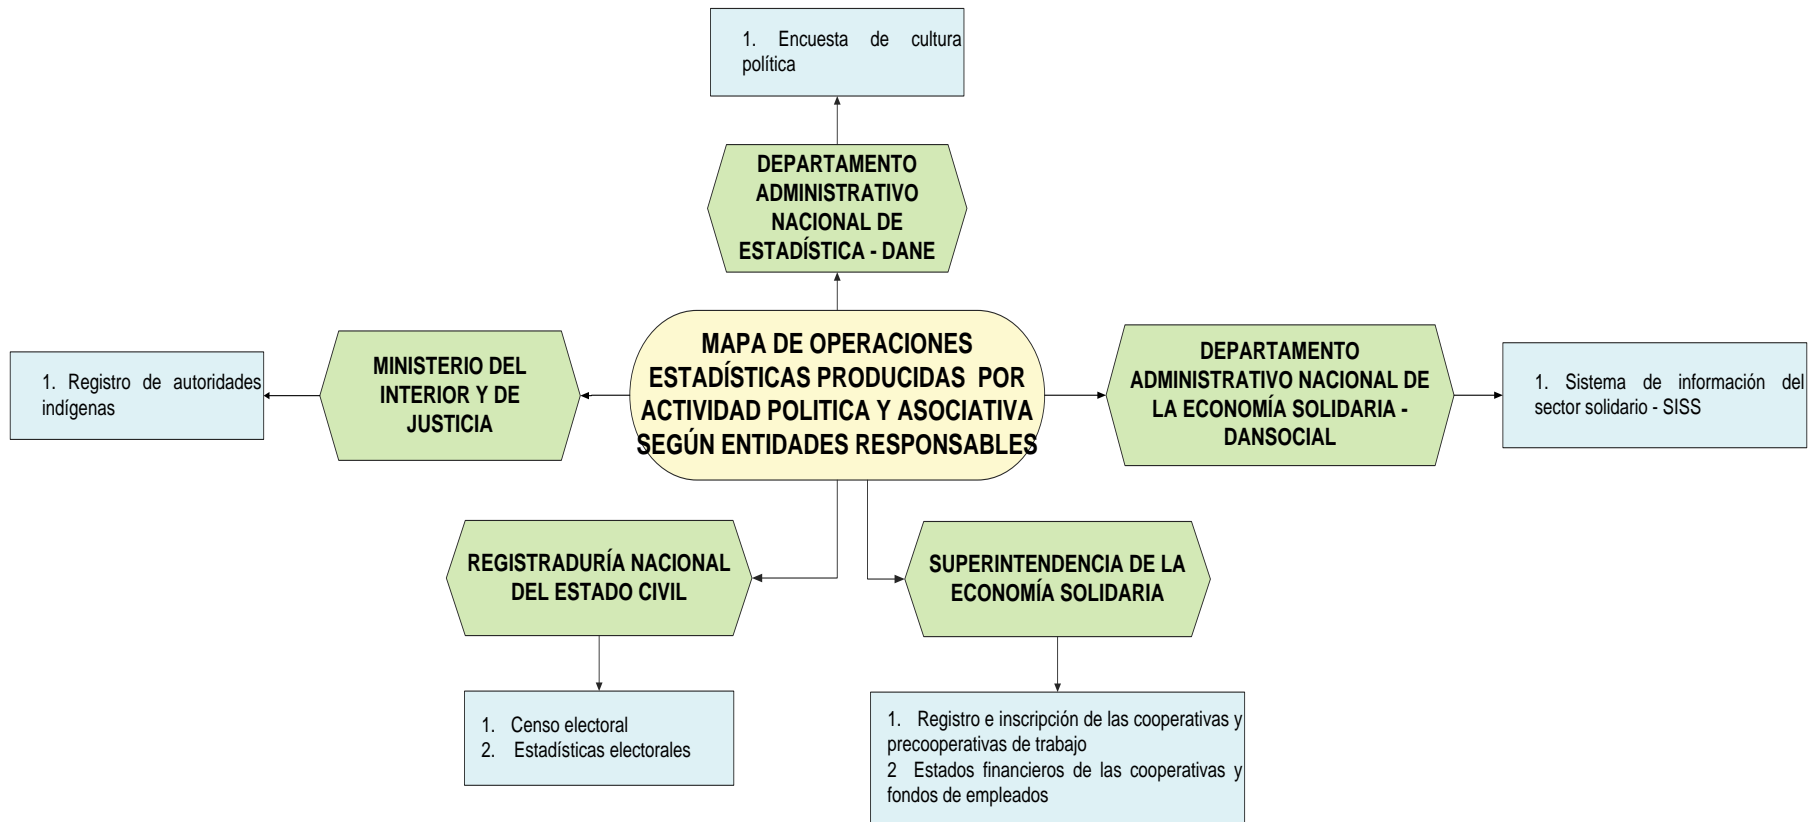 1. Encuesta de cultura
política
DEPARTAMENTO
ADMINISTRATIVO
NACIONAL DE
ESTADÍSTICA - DANE
MAPA DE OPERACIONES
ESTADÍSTICAS PRODUCIDAS POR
ACTIVIDAD POLITICA Y ASOCIATIVA
SEGÚN ENTIDADES RESPONSABLES
MINISTERIO DEL
INTERIOR Y DE
JUSTICIA
1. Registro de autoridades
indígenas
DEPARTAMENTO
ADMINISTRATIVO NACIONAL DE
LA ECONOMÍA SOLIDARIA -
DANSOCIAL
1. Sistema de información del
sector solidario - SISS
REGISTRADURÍA NACIONAL
DEL ESTADO CIVIL
SUPERINTENDENCIA DE LA
ECONOMÍA SOLIDARIA
1. Censo electoral
2. Estadísticas electorales
1. Registro e inscripción de las cooperativas y
precooperativas de trabajo
2 Estados financieros de las cooperativas y
fondos de empleados